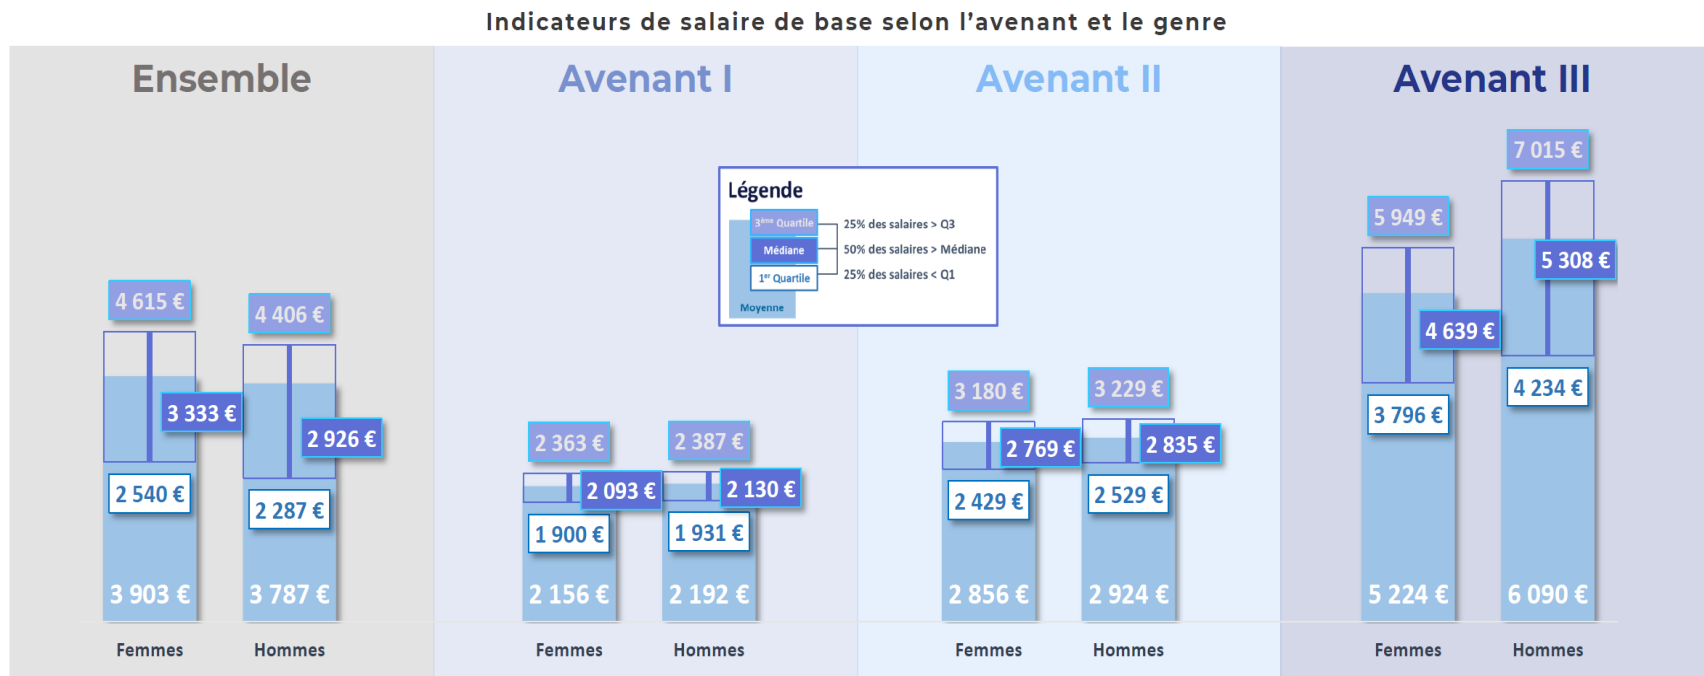 Indicateurs de salaire de base selon l’avenant et le genre
Ensemble
4 615 €
4 406 €
3 333 €
2 926 €
2 540 €
2 287 €
3 903 €
3 787 €
Femmes
Hommes
Avenant I
2 363 €
2 387 €
2 093 €
2 130 €
1 900 €
1 931 €
2 156 €
2 192 €
Femmes
Hommes
Légende
3ème Quartile
25% des salaires > Q3
Médiane
50% des salaires > Médiane
1er Quartile
25% des salaires < Q1
Moyenne
Avenant II
3 180 €
3 229 €
2 769 €
2 835 €
2 429 €
2 529 €
2 856 €
2 924 €
Femmes
Hommes
Avenant III
7 015 €
5 949 €
5 308 €
4 639 €
4 234 €
3 796 €
5 224 €
6 090 €
Femmes
Hommes